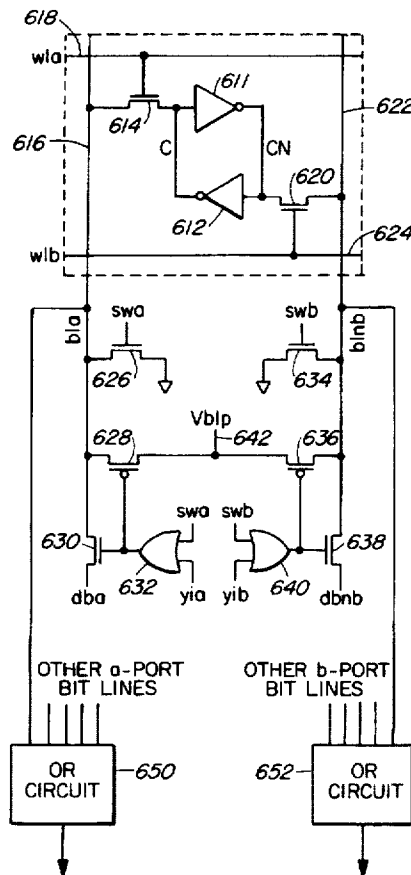 618
wla
611
614
622
616
C
CN
620
612
624
wlb
bla
blnb
swa
swb
626
634
Vblp
642
628
636
630
swa
swb
638
632
640
dba
yia
yib
dbnb
OTHER a-PORT
BIT LINES
OTHER b-PORT
BIT LINES
OR
CIRCUIT
650
652
OR
CIRCUIT